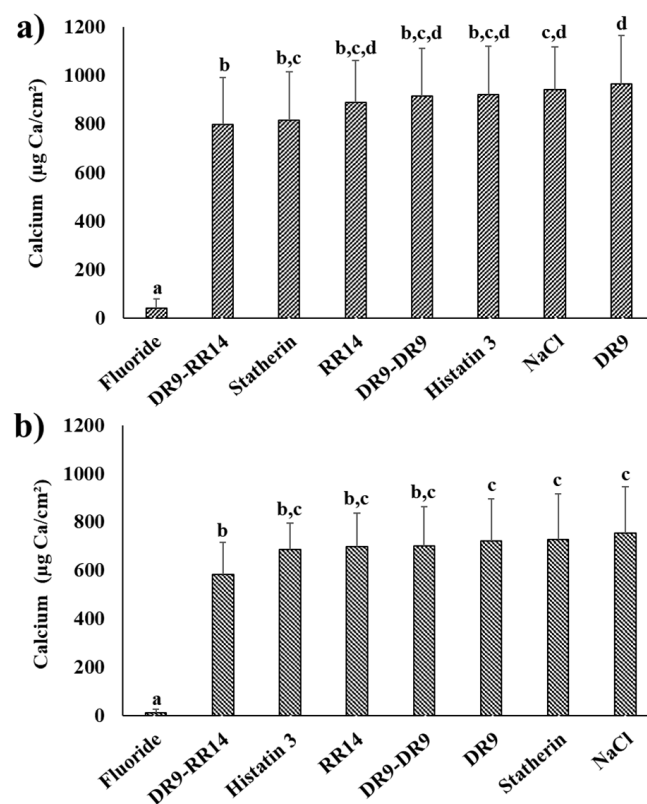 a)
Calcium (µg Ca/cm²)
1200
1000
800
600
400
200
0
a
b
b,c
b,c,d
b,c,d
b,c,d
c,d
d
Fluoride
DR9-RR14
Statherin
RR14
DR9-DR9
Histatin 3
NaCl
DR9
b)
Calcium (µg Ca/cm²)
1200
1000
800
600
400
200
0
a
b
b,c
b,c
b,c
c
c
c
Fluoride
DR9-RR14
Histatin 3
RR14
DR9-DR9
DR9
Statherin
NaCl